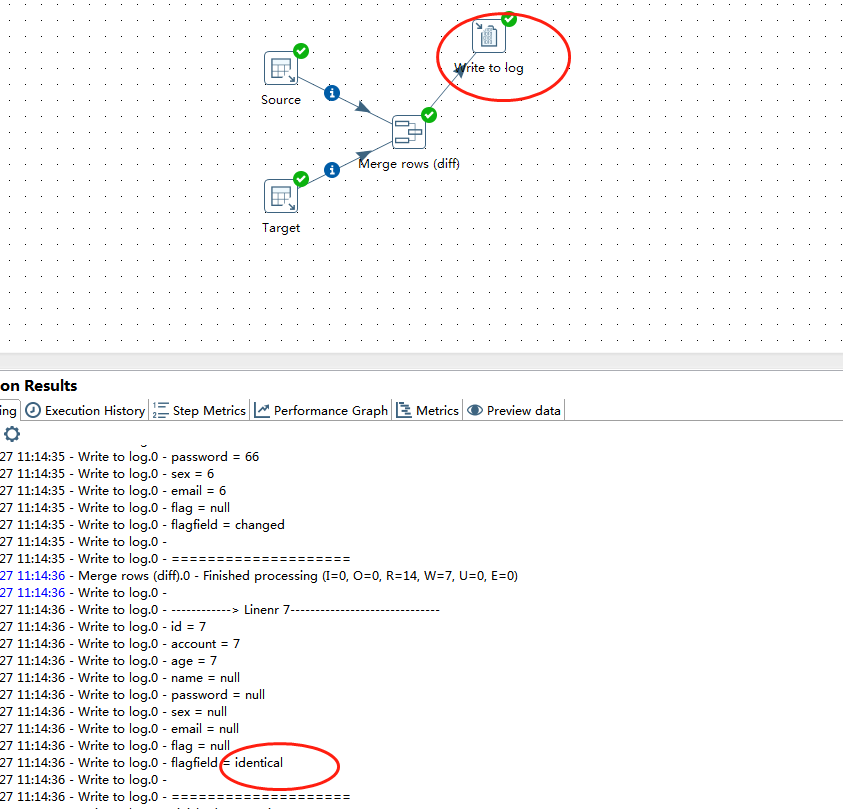 Write to log
Source
Merge rows (diff)
Target
on Results
ing Execution History Step Metrics Performance Graph Metrics Preview data
27 11:14:35 - Write to log.0 - password = 66
27 11:14:35 - Write to log.0 - sex = 6
27 11:14:35 - Write to log.0 - email = 6
27 11:14:35 - Write to log.0 - flag = null
27 11:14:35 - Write to log.0 - flagfield = changed
27 11:14:35 - Write to log.0 -
27 11:14:35 - Write to log.0 - ====================
27 11:14:36 - Merge rows (diff).0 - Finished processing (I=0, O=0, R=14, W=7, U=0, E=0)
27 11:14:36 - Write to log.0 -
27 11:14:36 - Write to log.0 - ------------> Linenr 7------------------------------
27 11:14:36 - Write to log.0 - id = 7
27 11:14:36 - Write to log.0 - account = 7
27 11:14:36 - Write to log.0 - age = 7
27 11:14:36 - Write to log.0 - name = null
27 11:14:36 - Write to log.0 - password = null
27 11:14:36 - Write to log.0 - sex = null
27 11:14:36 - Write to log.0 - email = null
27 11:14:36 - Write to log.0 - flag = null
27 11:14:36 - Write to log.0 - flagfield = identical
27 11:14:36 - Write to log.0 -
27 11:14:36 - Write to log.0 - ====================